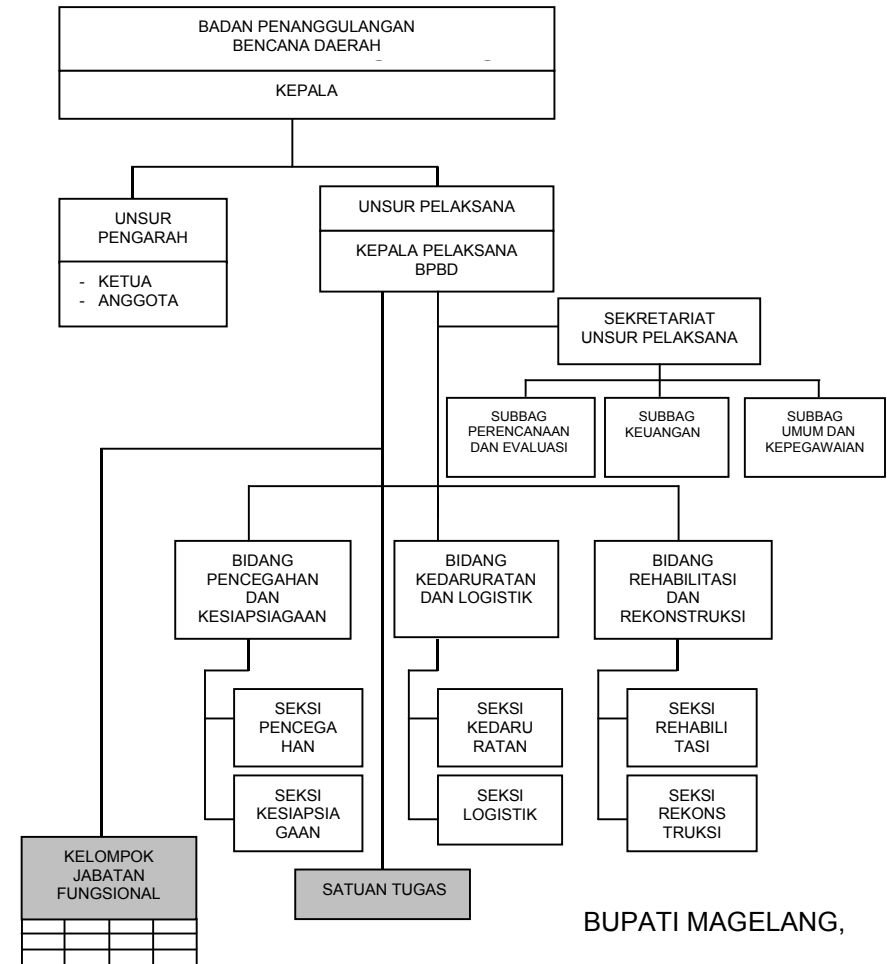 BADAN PENANGGULANGAN
BENCANA DAERAH
KEPALA
UNSUR
PENGARAH
- KETUA
- ANGGOTA
UNSUR PELAKSANA
KEPALA PELAKSANA
BPBD
SEKRETARIAT
UNSUR PELAKSANA
SUBBAG
PERENCANAAN
DAN EVALUASI
SUBBAG
KEUANGAN
SUBBAG
UMUM DAN
KEPEGAWAIAN
BIDANG
PENCEGAHAN
DAN
KESIAPSIAGAAN
BIDANG
KEDARURATAN
DAN LOGISTIK
BIDANG
REHABILITASI
DAN
REKONSTRUKSI
SEKSI
PENCEGA
HAN
SEKSI
KEDARU
RATAN
SEKSI
REHABILI
TASI
SEKSI
KESIAPSIA
GAAN
SEKSI
LOGISTIK
SEKSI
REKONS
TRUKSI
KELOMPOK
JABATAN
FUNGSIONAL
SATUAN TUGAS
BUPATI MAGELANG,